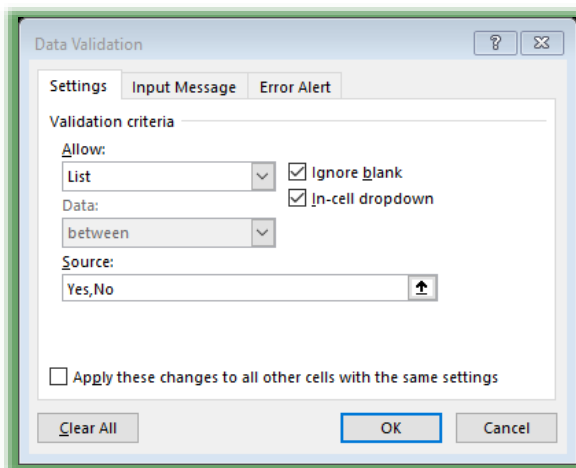 Data Validation
Settings Input Message Error Alert
Validation criteria
Allow:
List
Ignore blank
In-cell dropdown
Data:
between
Source:
Yes,No
Apply these changes to all other cells with the same settings
Clear All OK Cancel